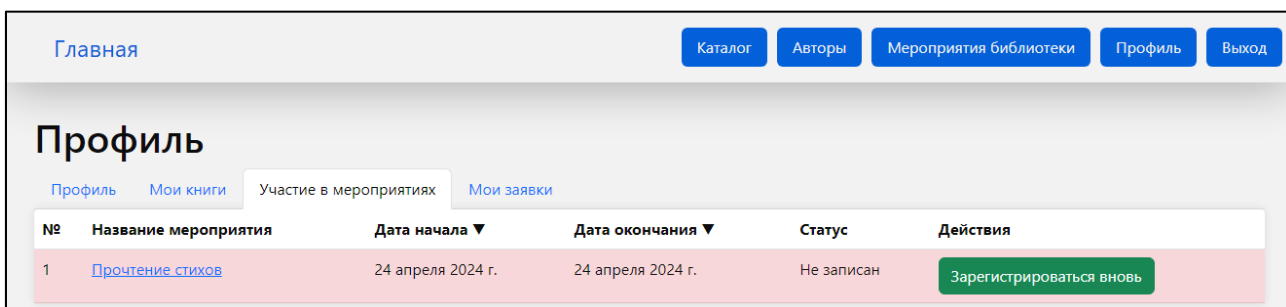 Главная Каталог Авторы Мероприятия библиотеки Профиль Выход
Профиль
Профиль Мои книги Участие в мероприятиях Мои заявки
№ Название мероприятия Дата начала ▼ Дата окончания ▼ Статус Действия
1 Прочтение стихов 24 апреля 2024 г. 24 апреля 2024 г. Не записан Зарегистрироваться вновь